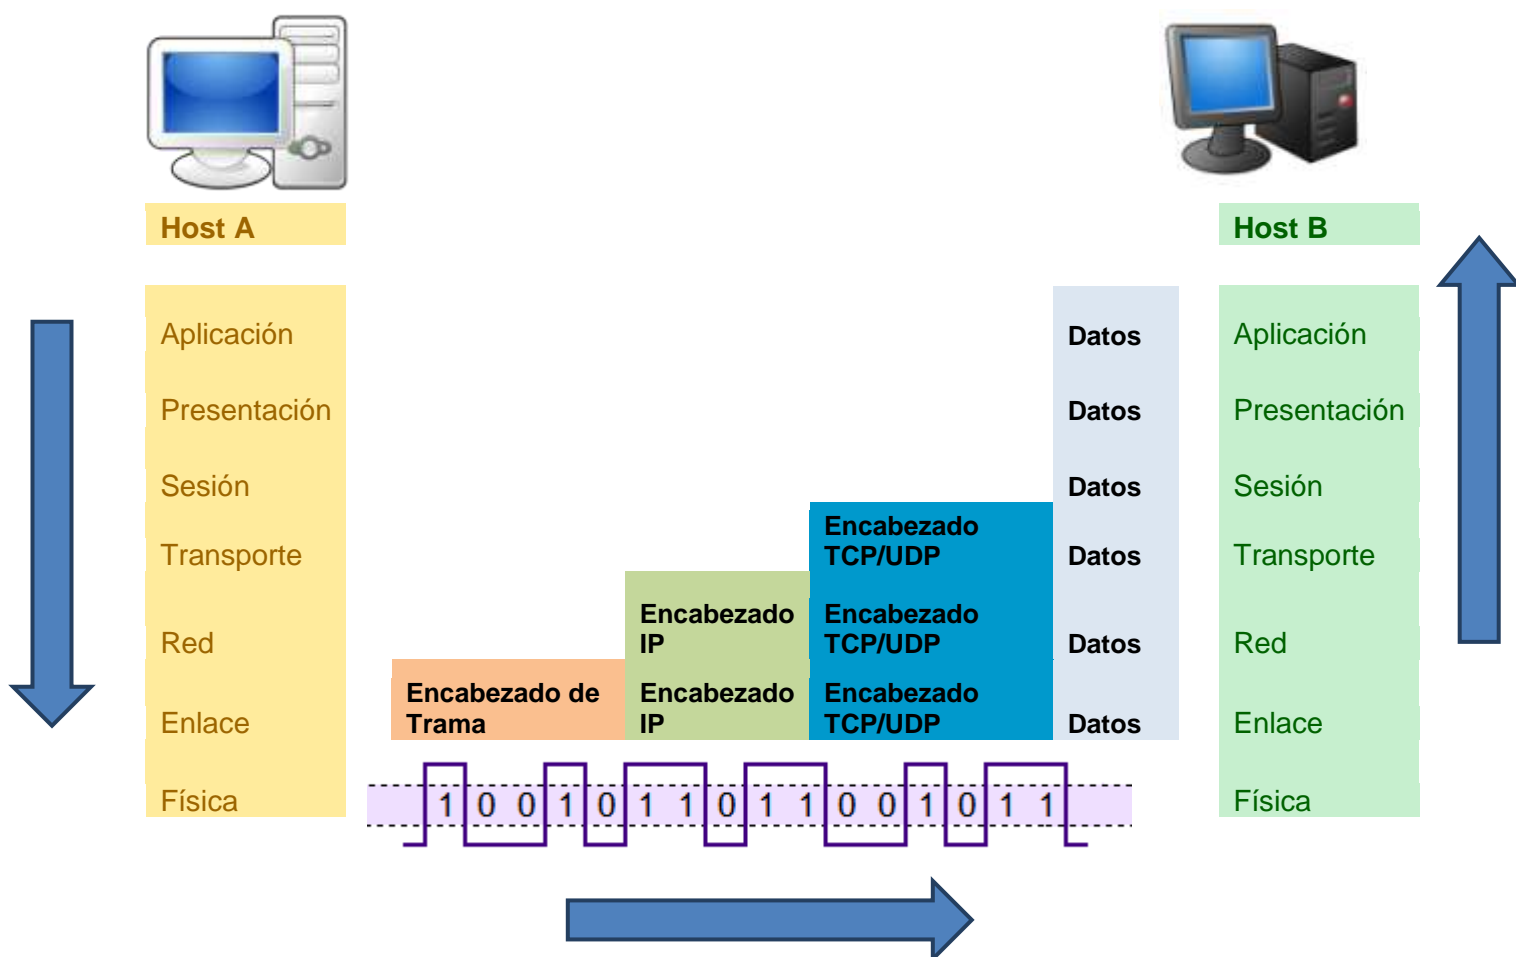 Host A
Host B
Aplicación
Datos
Aplicación
Presentación
Datos
Presentación
Sesión
Datos
Sesión
Transporte
Encabezado
TCP/UDP
Datos
Transporte
Red
Encabezado
IP
Encabezado
TCP/UDP
Datos
Red
Enlace
Encabezado de
Trama
Encabezado
IP
Encabezado
TCP/UDP
Datos
Enlace
Física
1 0 0 1 0 1 1 0 1 1 0 0 1 0 1 1
Física